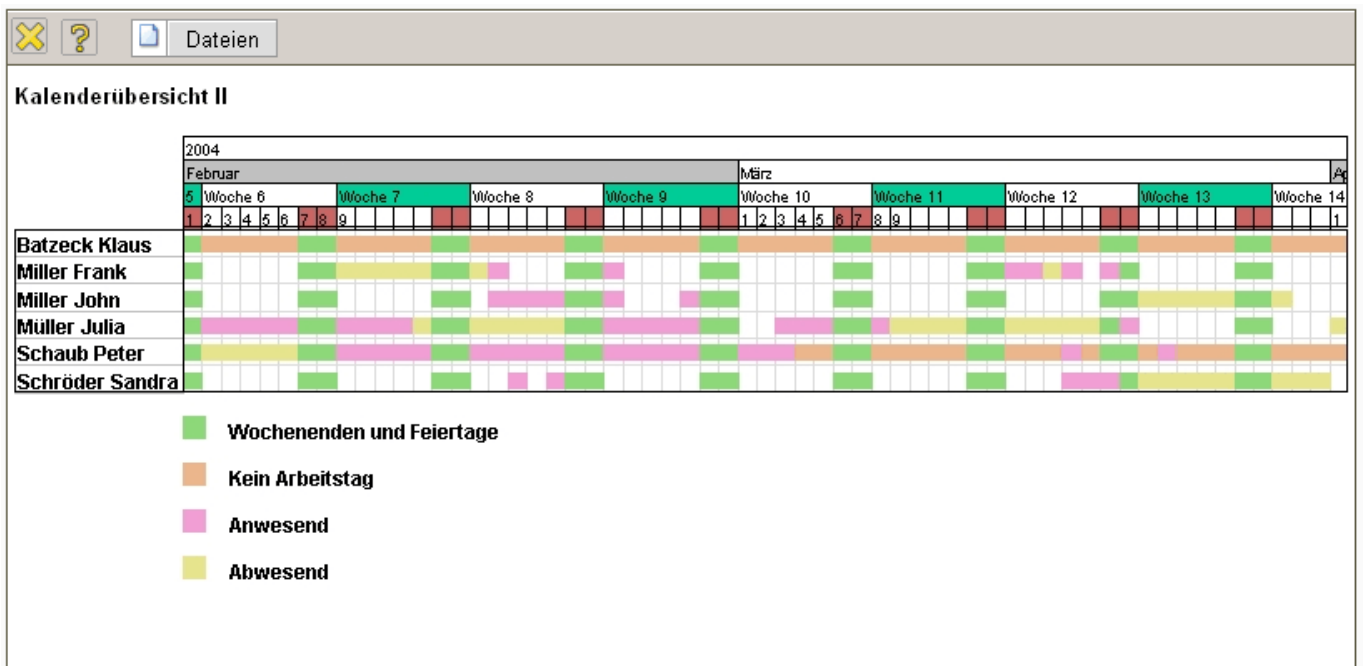 Dateien
Kalenderübersicht II
2004
Februar März Ap
5 Woche 6 Woche 7 Woche 8 Woche 9 Woche 10 Woche 11 Woche 12 Woche 13 Woche 14
1 2 3 4 5 6 7 8 9 1 2 3 4 5 6 7 8 9 1
Batzeck Klaus
Miller Frank
Miller John
Müller Julia
Schaub Peter
Schröder Sandra
Wochenenden und Feiertage
Kein Arbeitstag
Anwesend
Abwesend